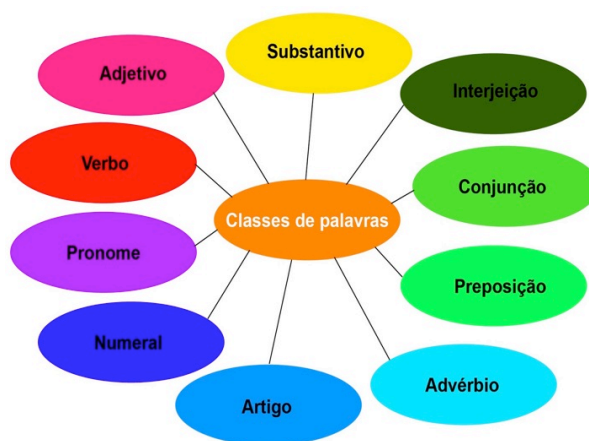 Substantivo
Adjetivo
Interjeição
Verbo
Conjunção
Classes de palavras
Pronome
Preposição
Numeral
Advérbio
Artigo